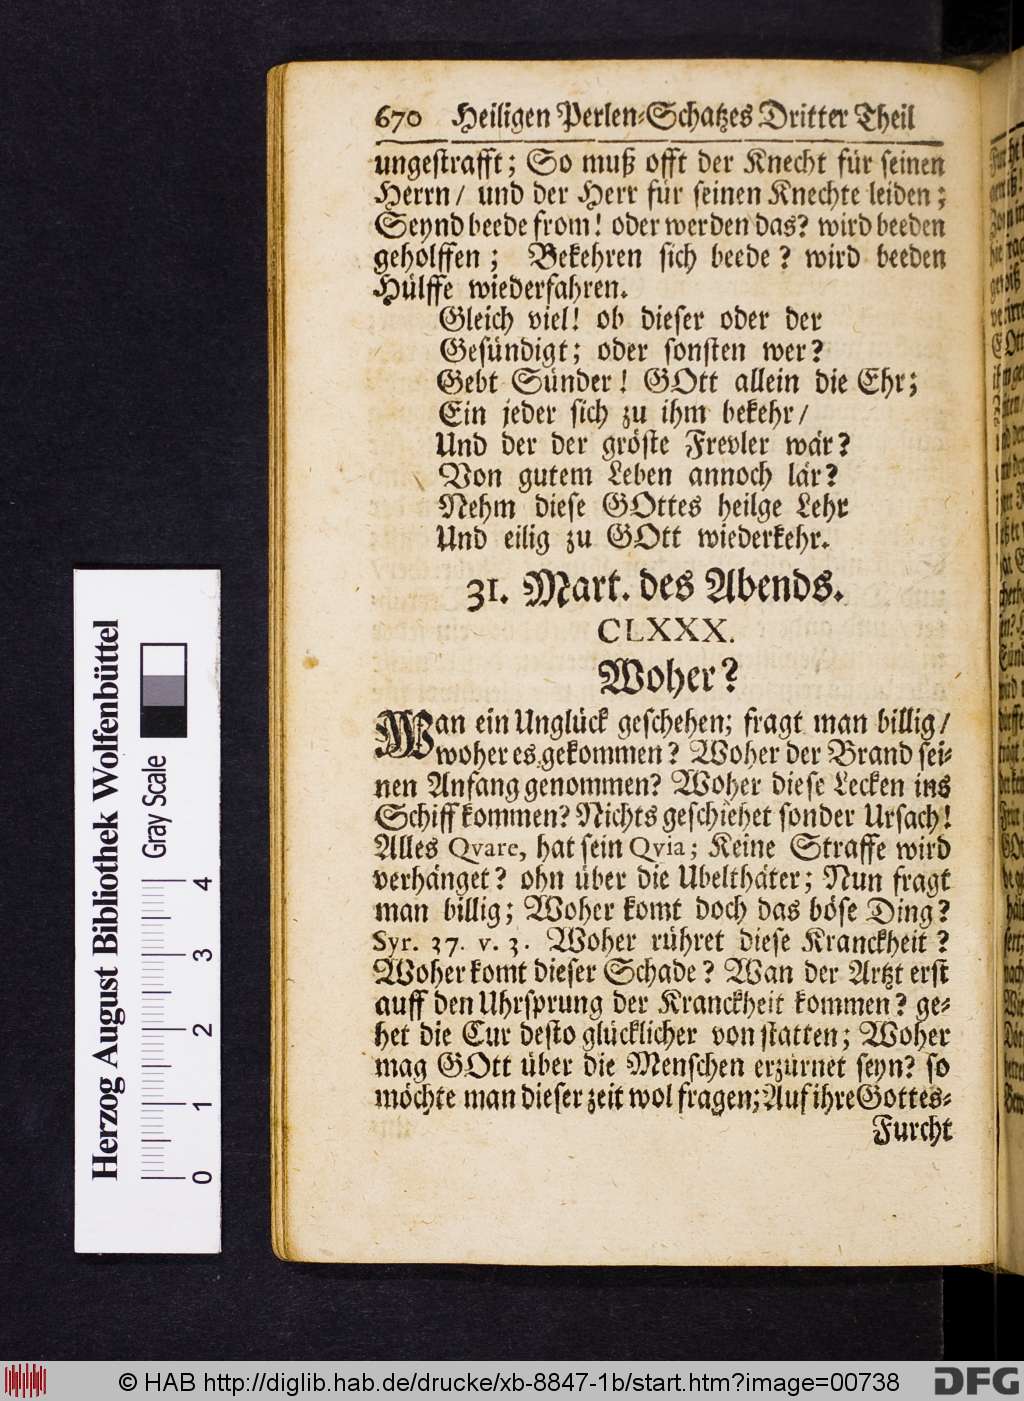 670 Heiligen Perlen-Schatzes Dritter Theil
ungestrafft; So muß offt der Knecht für seinen
Herrn/ und der Herr für seinen Knechte leiden;
Seynd beede from! oder werden das? wird beeden
geholffen; Bekehren sich beede? wird beeden
Hülffe wiederfahren.
Gleich viel! ob dieser oder der
Gesündigt; oder sonsten wer?
Gebt Sünder! GOtt allein die Ehr;
Ein jeder sich zu ihm bekehr/
Und der der gröste Frevler wär?
Von gutem Leben annoch lär?
Nehm diese GOttes heilge Lehr
Und eilig zu GOtt wiederkehr.
31. Mart. des Abends.
CLXXX.
Woher?
Wan ein Unglück geschehen; fragt man billig/
woher es gekommen? Woher der Brand sei-
nen Anfang genommen? Woher diese Lecken ins
Schiff kommen? Nichts geschiehet sonder Ursach!
Alles Qvare, hat sein Qvia; Keine Straffe wird
verhänget? ohn über die Ubelthäter; Nun fragt
man billig; Woher komt doch das böse Ding?
Syr. 37. v. 3. Woher rühret diese Kranckheit?
Woher komt dieser Schade? Wan der Artzt erst
auff den Uhrsprung der Kranckheit kommen? ge-
het die Cur desto glücklicher von statten; Woher
mag GOtt über die Menschen erzürnet seyn? so
möchte man dieser zeit wol fragen; Auf ihre Gottes-
Furcht
Herzog August Bibliothek Wolfenbüttel
Gray Scale
0 1 2 3 4
© HAB http://diglib.hab.de/drucke/xb-8847-1b/start.htm?image=00738
DFG